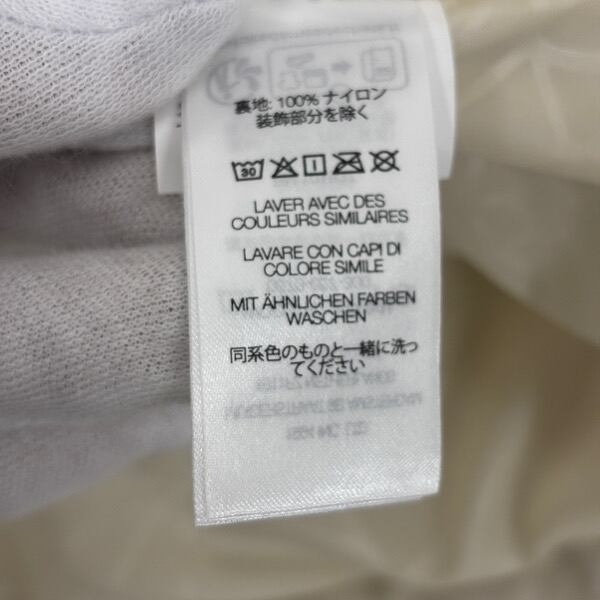 裏地: 100% ナイロン
装飾部分を除く
30
LAVER AVEC DES
COULEURS SIMILAIRES
LAVARE CON CAPI DI
COLORE SIMILE
MIT ÄHNLICHEN FARBEN
WASCHEN
同系色のものと一緒に洗っ
てください